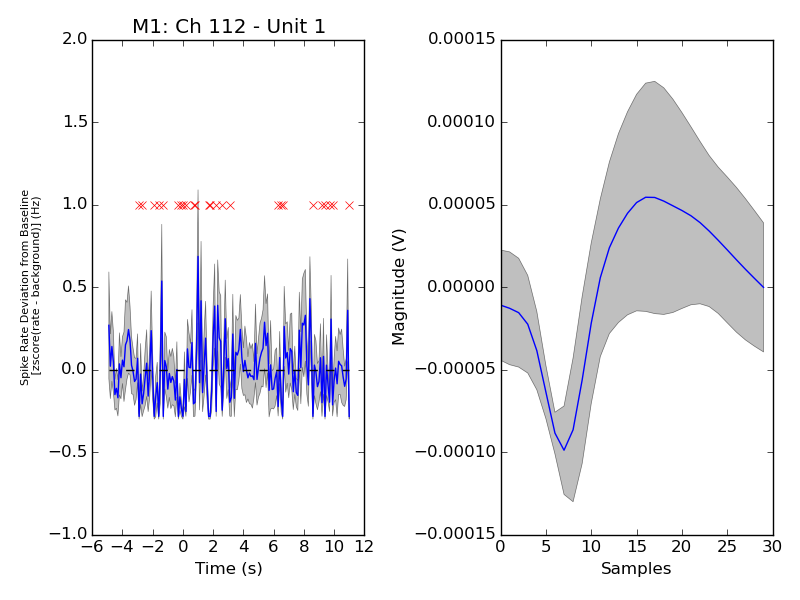 M1: Ch 112 - Unit 1
2.0
1.5
1.0
0.5
0.0
−0.5
−1.0
−6 −4 −2 0 2 4 6 8 10 12
Time (s)
Spike Rate Deviation from Baseline
[zscore(rate - background)] (Hz)
0.00015
0.00010
0.00005
0.00000
−0.00005
−0.00010
−0.00015
0 5 10 15 20 25 30
Samples
Magnitude (V)